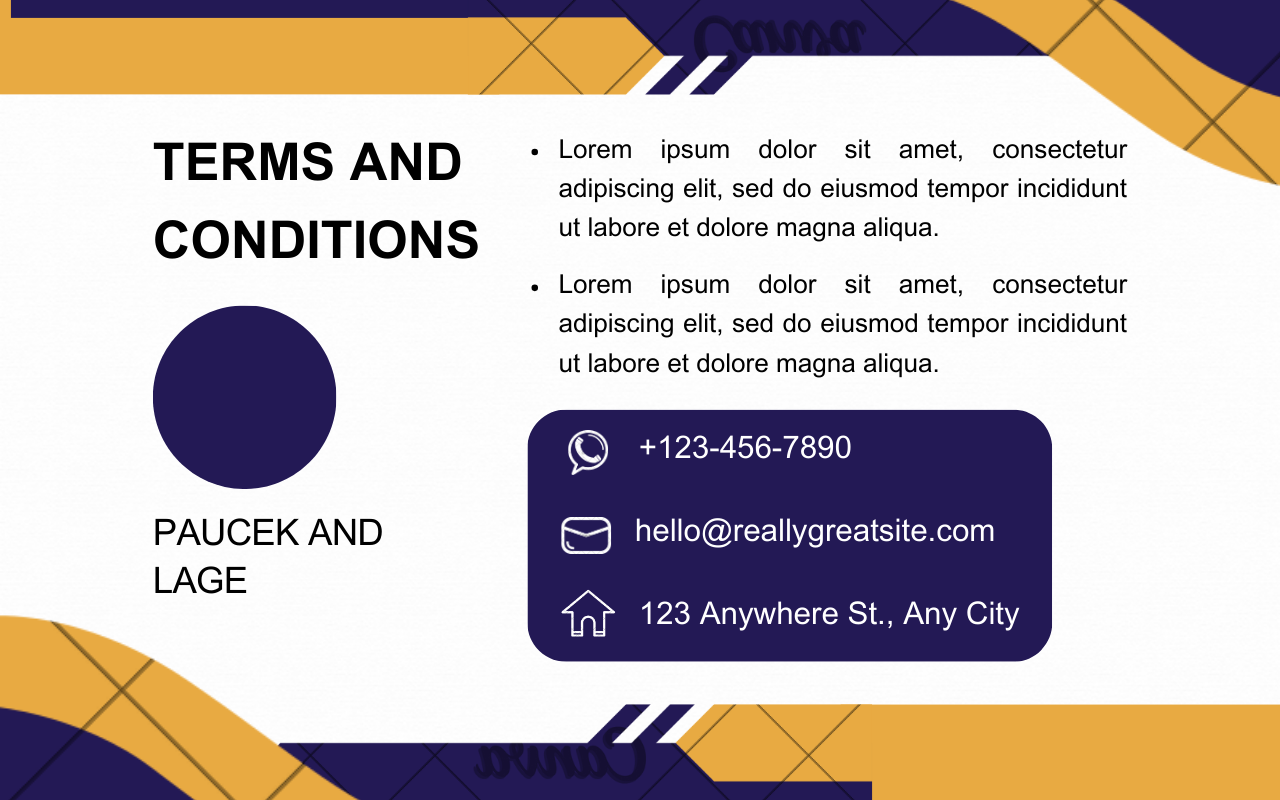 TERMS AND
CONDITIONS
• Lorem ipsum dolor sit amet, consectetur
adipiscing elit, sed do eiusmod tempor incididunt
ut labore et dolore magna aliqua.
• Lorem ipsum dolor sit amet, consectetur
adipiscing elit, sed do eiusmod tempor incididunt
ut labore et dolore magna aliqua.
PAUCEK AND
LAGE
+123-456-7890
hello@reallygreatsite.com
123 Anywhere St., Any City
Canva
Canva